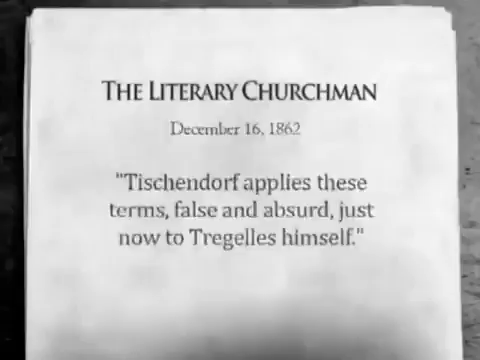 THE LITERARY CHURCHMAN
December 16, 1862
"Tischendorf applies these
terms, false and absurd, just
now to Tregelles himself."